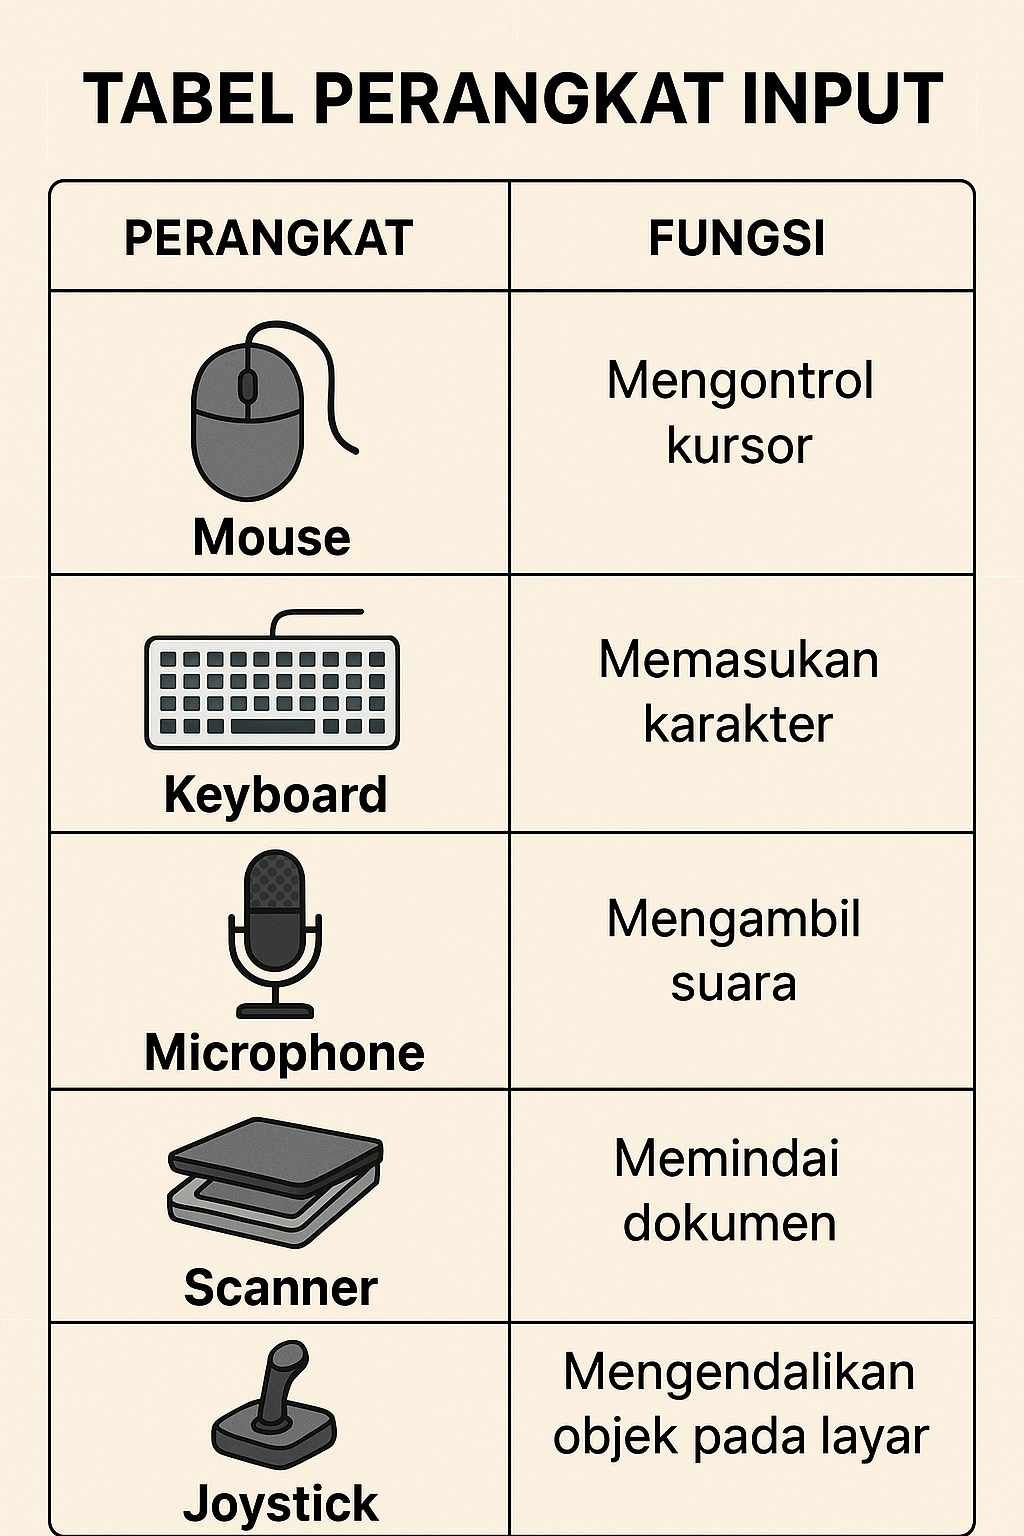 TABEL PERANGKAT INPUT
PERANGKAT
FUNGSI
Mouse
Mengontrol
kursor
Keyboard
Memasukan
karakter
Microphone
Mengambil
suara
Scanner
Memindai
dokumen
Joystick
Mengendalikan
objek pada layar